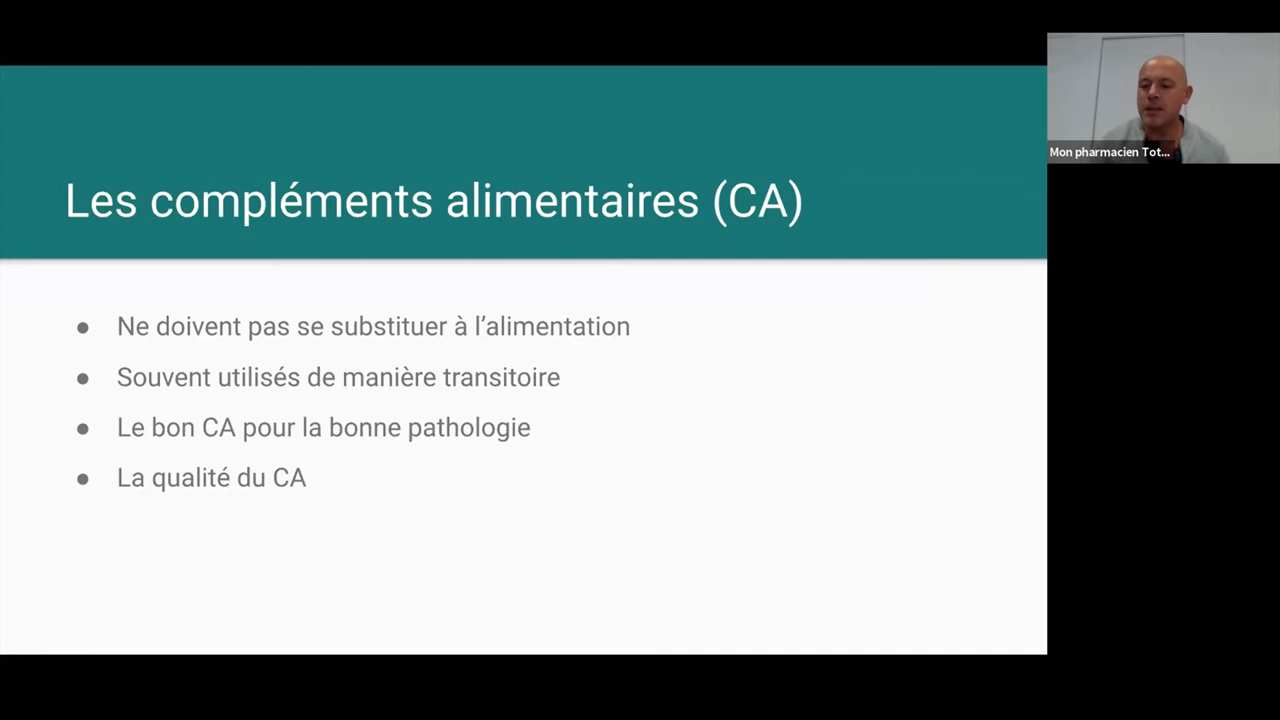 Les compléments alimentaires (CA)
● Ne doivent pas se substituer à l’alimentation
● Souvent utilisés de manière transitoire
● Le bon CA pour la bonne pathologie
● La qualité du CA
Mon pharmacien Tot...